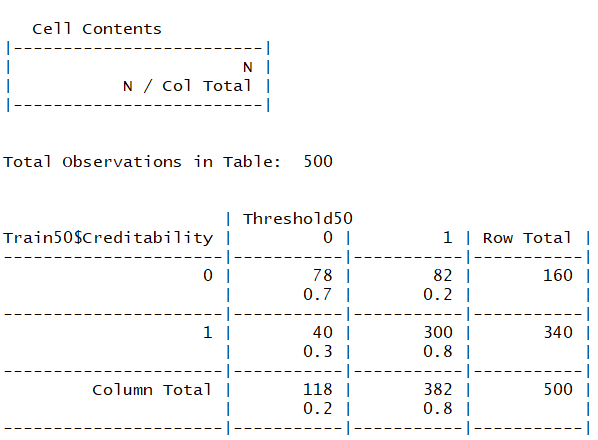 Cell Contents
|-------------------------|
|                       N |
|           N / Col Total |
|-------------------------|
Total Observations in Table:  500
                      | Threshold50
Train50$Creditability |         0 |         1 | Row Total |
----------------------|-----------|-----------|-----------|
                    0 |        78 |        82 |       160 |
                      |       0.7 |       0.2 |           |
----------------------|-----------|-----------|-----------|
                    1 |        40 |       300 |       340 |
                      |       0.3 |       0.8 |           |
----------------------|-----------|-----------|-----------|
         Column Total |       118 |       382 |       500 |
                      |       0.2 |       0.8 |           |
----------------------|-----------|-----------|-----------|